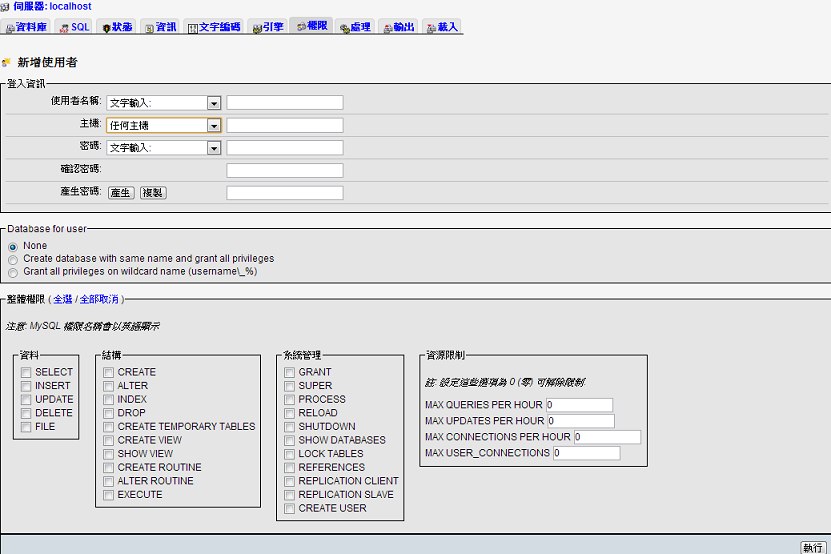 伺服器: localhost
資料庫 SQL 狀態 資訊 文字編碼 引擎 權限 處理 輸出 載入
新增使用者
登入資訊
使用者名稱: 文字輸入:
主機: 任何主機
密碼: 文字輸入:
確認密碼:
產生密碼: 產生 複製
Database for user
None
Create database with same name and grant all privileges
Grant all privileges on wildcard name (username\_%)
整體權限 ( 全選 / 全部取消 )
注意: MySQL 權限名稱會以英語顯示
資料
SELECT
INSERT
UPDATE
DELETE
FILE
結構
CREATE
ALTER
INDEX
DROP
CREATE TEMPORARY TABLES
CREATE VIEW
SHOW VIEW
CREATE ROUTINE
ALTER ROUTINE
EXECUTE
系統管理
GRANT
SUPER
PROCESS
RELOAD
SHUTDOWN
SHOW DATABASES
LOCK TABLES
REFERENCES
REPLICATION CLIENT
REPLICATION SLAVE
CREATE USER
資源限制
註: 設定這些選項為 0 (零) 可解除限制.
MAX QUERIES PER HOUR 0
MAX UPDATES PER HOUR 0
MAX CONNECTIONS PER HOUR 0
MAX USER_CONNECTIONS 0
執行